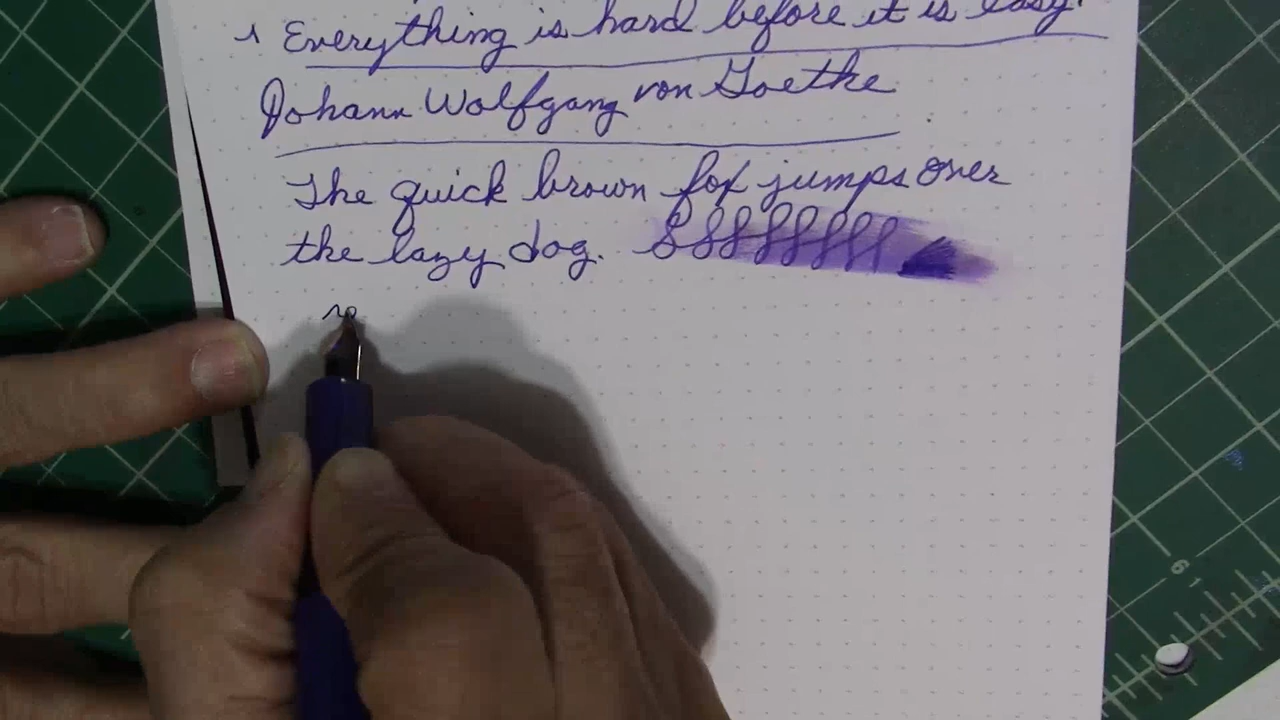 Everything is hard before it is easy.
Johann Wolfgang von Goethe
The quick brown fox jumps over
the lazy dog.
6